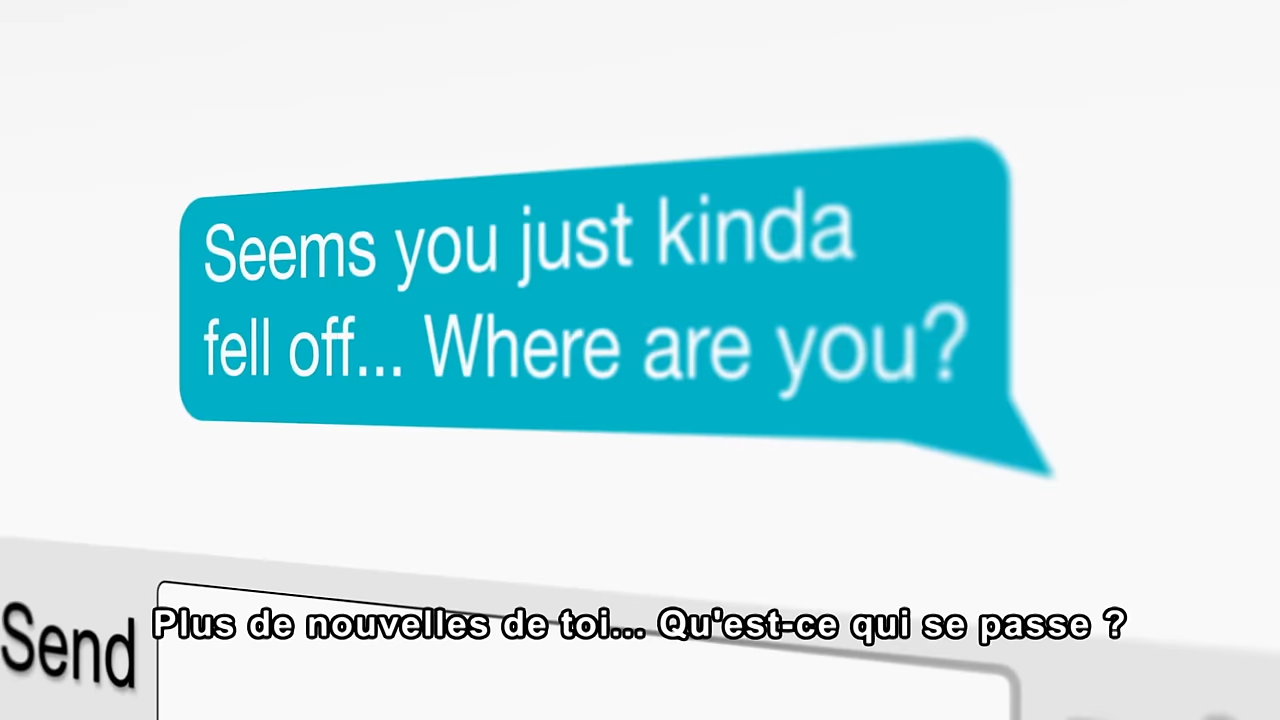 Seems you just kinda
fell off... Where are you?
Send
Plus de nouvelles de toi... Qu'est-ce qui se passe ?